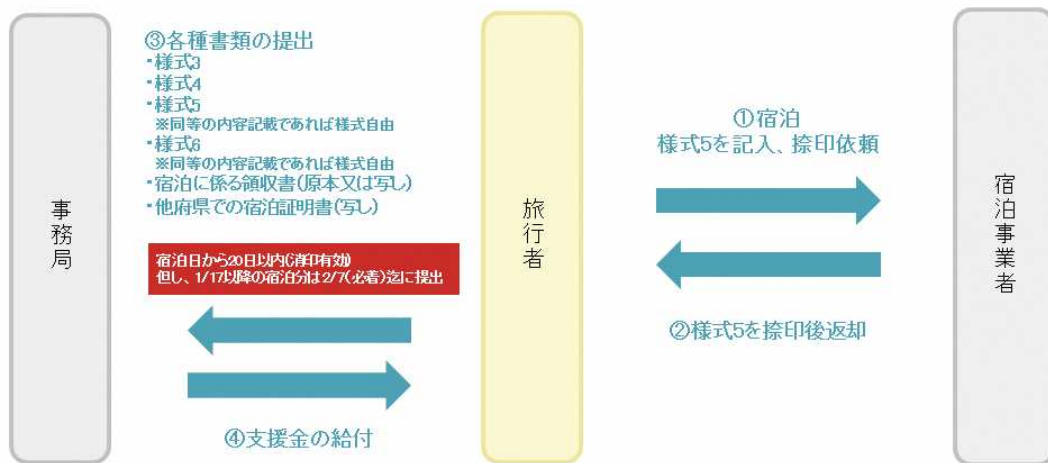 事務局
③各種書類の提出
・様式3
・様式4
・様式5
※同等の内容記載であれば様式自由
・様式6
※同等の内容記載であれば様式自由
・宿泊に係る領収書(原本又は写し)
・他府県での宿泊証明書(写し)
宿泊日から20日以内(消印有効)
但し、1/17以降の宿泊分は2/7(必着)迄に提出
④支援金の給付
旅行者
①宿泊
様式5を記入、捺印依頼
②様式5を捺印後返却
宿泊事業者